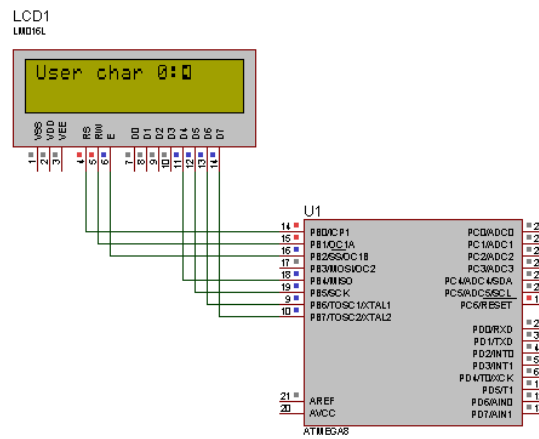 LCD1
LM016L
User char 0:
VSS
VDD
VEE
RS
RW
E
D0
D1
D2
D3
D4
D5
D6
D7
1
2
3
4
5
6
7
8
9
10
11
12
13
14
U1
14 PB0/ICP1
15 PB1/OC1A
16 PB2/SS/OC1B
17 PB3/MOSI/OC2
18 PB4/MISO
19 PB5/SCK
9 PB6/TOSC1/XTAL1
10 PB7/TOSC2/XTAL2
21 AREF
20 AVCC
PC0/ADC0
PC1/ADC1
PC2/ADC2
PC3/ADC3
PC4/ADC4/SDA
PC5/ADC5/SCL
PC6/RESET
PD0/RXD
PD1/TXD
PD2/INT0
PD3/INT1
PD4/T0/XCK
PD5/T1
PD6/AIN0
PD7/AIN1
ATMEGA8